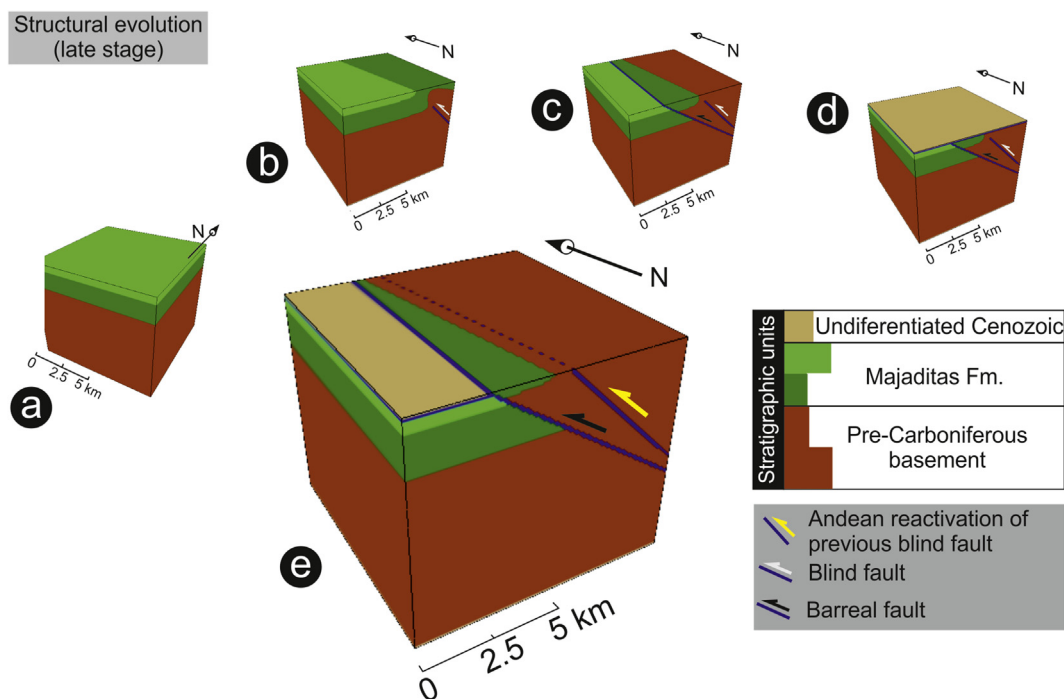 Structural evolution
(late stage)
N
b
0 2.5 5 km
N
c
0 2.5 5 km
N
d
0 2.5 5 km
N
a
0 2.5 5 km
N
e
0 2.5 5 km
Stratigraphic units
Undiferentiated Cenozoic
Majaditas Fm.
Pre-Carboniferous
basement
Andean reactivation of
previous blind fault
Blind fault
Barreal fault